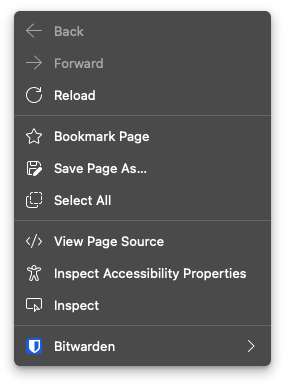 Back
Forward
Reload
Bookmark Page
Save Page As...
Select All
View Page Source
Inspect Accessibility Properties
Inspect
Bitwarden